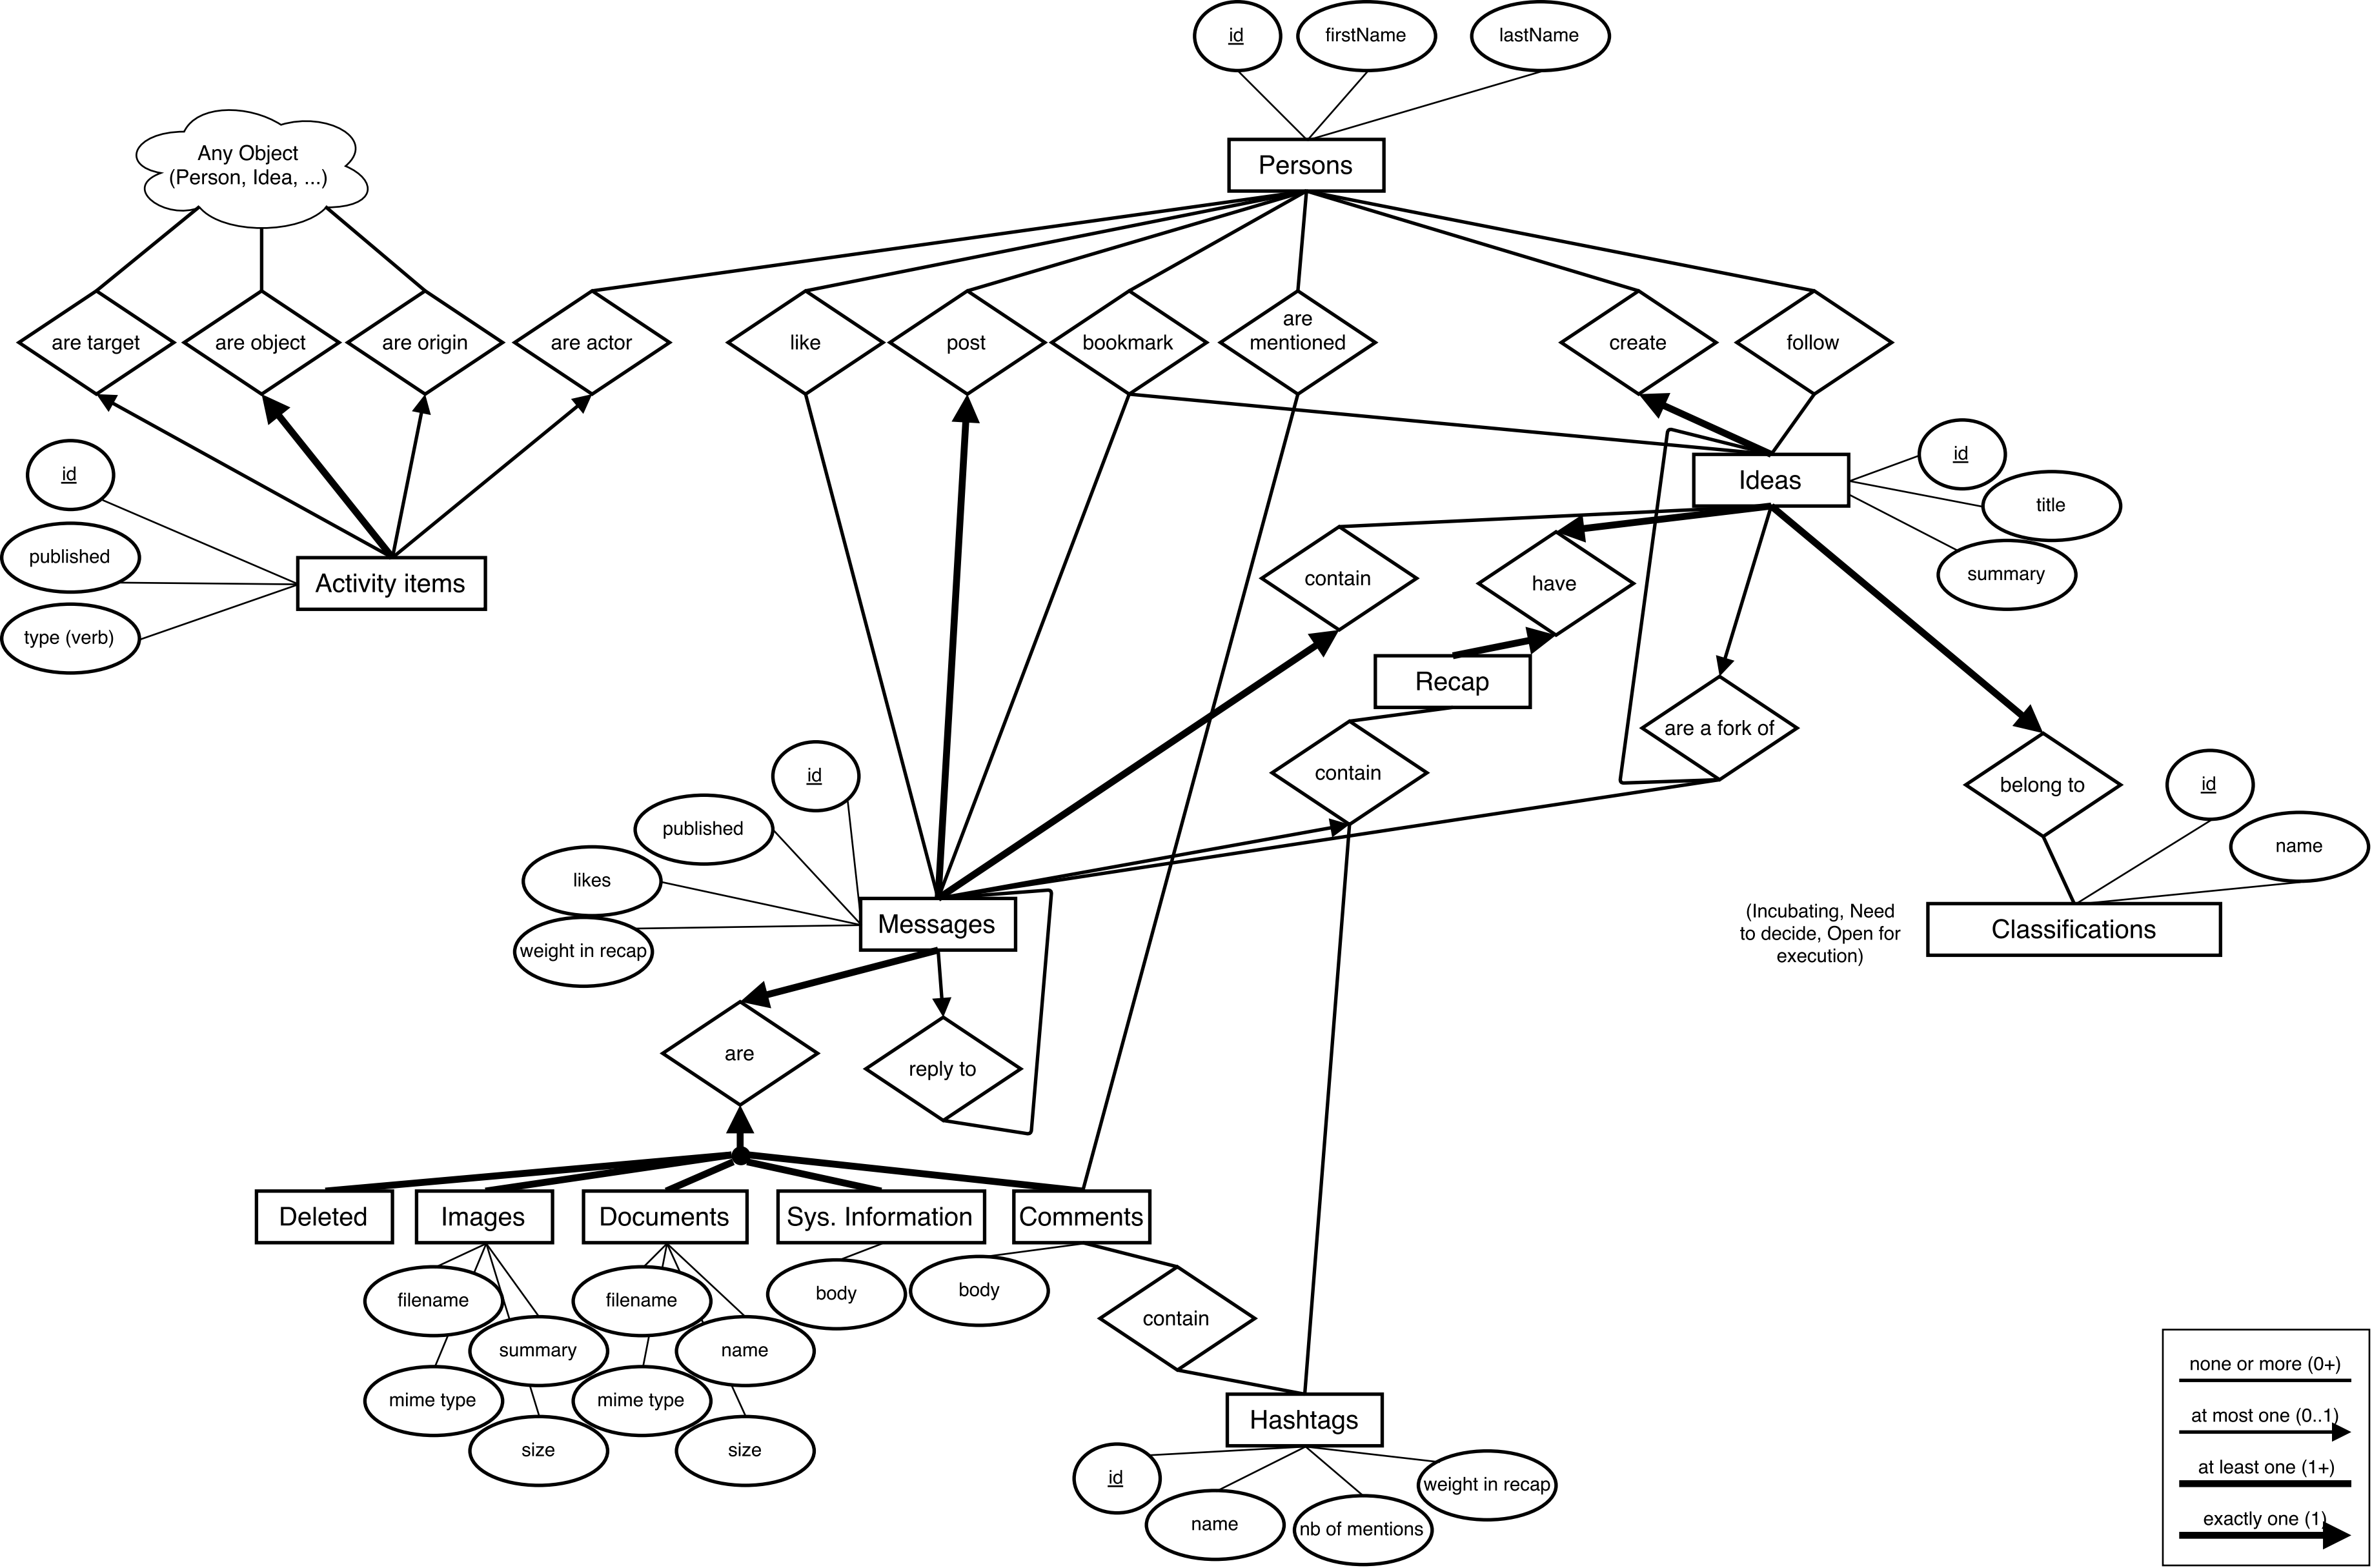 id
firstName
lastName
Any Object
(Person, Idea, ...)
Persons
are target
are object
are origin
are actor
like
post
bookmark
are
mentioned
create
follow
id
published
type (verb)
Activity items
Ideas
id
title
summary
contain
have
Recap
are a fork of
contain
belong to
id
name
(Incubating, Need
to decide, Open for
execution)
Classifications
id
published
likes
weight in recap
Messages
are
reply to
Deleted
Images
Documents
Sys. Information
Comments
filename
summary
mime type
size
filename
name
mime type
size
body
body
contain
Hashtags
id
name
nb of mentions
weight in recap
none or more (0+)
at most one (0..1)
at least one (1+)
exactly one (1)